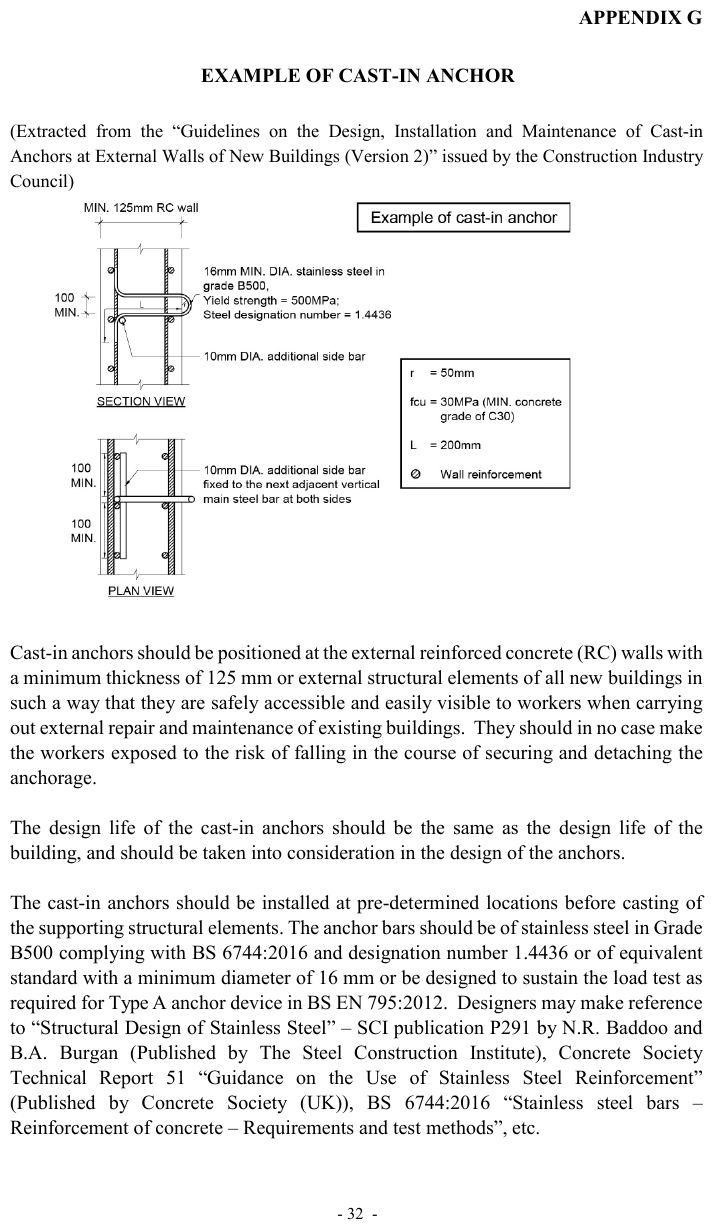 APPENDIX G
EXAMPLE OF CAST-IN ANCHOR
(Extracted from the “Guidelines on the Design, Installation and Maintenance of Cast-in
Anchors at External Walls of New Buildings (Version 2)” issued by the Construction Industry
Council)
MIN. 125mm RC wall
Example of cast-in anchor
16mm MIN. DIA. stainless steel in
grade B500,
Yield strength = 500MPa;
Steel designation number = 1.4436
100
MIN.
L
r
10mm DIA. additional side bar
SECTION VIEW
r = 50mm
fcu = 30MPa (MIN. concrete
grade of C30)
L = 200mm
Wall reinforcement
100
MIN.
10mm DIA. additional side bar
fixed to the next adjacent vertical
main steel bar at both sides
100
MIN.
PLAN VIEW
Cast-in anchors should be positioned at the external reinforced concrete (RC) walls with
a minimum thickness of 125 mm or external structural elements of all new buildings in
such a way that they are safely accessible and easily visible to workers when carrying
out external repair and maintenance of existing buildings. They should in no case make
the workers exposed to the risk of falling in the course of securing and detaching the
anchorage.
The design life of the cast-in anchors should be the same as the design life of the
building, and should be taken into consideration in the design of the anchors.
The cast-in anchors should be installed at pre-determined locations before casting of
the supporting structural elements. The anchor bars should be of stainless steel in Grade
B500 complying with BS 6744:2016 and designation number 1.4436 or of equivalent
standard with a minimum diameter of 16 mm or be designed to sustain the load test as
required for Type A anchor device in BS EN 795:2012. Designers may make reference
to “Structural Design of Stainless Steel” – SCI publication P291 by N.R. Baddoo and
B.A. Burgan (Published by The Steel Construction Institute), Concrete Society
Technical Report 51 “Guidance on the Use of Stainless Steel Reinforcement”
(Published by Concrete Society (UK)), BS 6744:2016 “Stainless steel bars –
Reinforcement of concrete – Requirements and test methods”, etc.
- 32 -